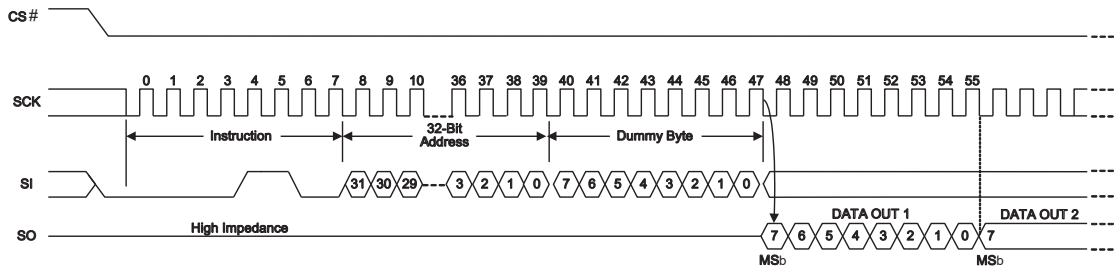 CS#
0 1 2 3 4 5 6 7 8 9 10 36 37 38 39 40 41 42 43 44 45 46 47 48 49 50 51 52 53 54 55
SCK
Instruction
32-Bit
Address
Dummy Byte
SI
31 30 29 3 2 1 0 7 6 5 4 3 2 1 0
DATA OUT 1
DATA OUT 2
High Impedance
SO
7 6 5 4 3 2 1 0 7
MSb
MSb